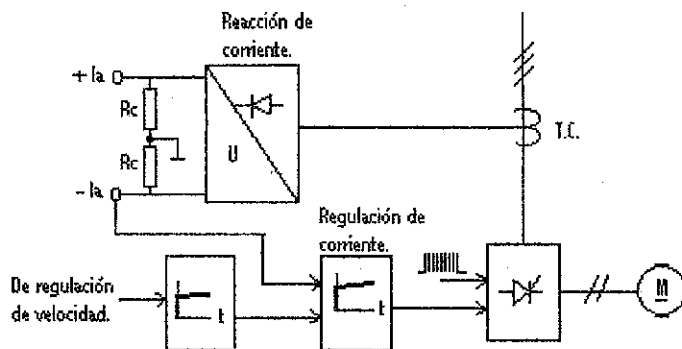 Reacción de
corriente.
+Ia
Rc
Rc
-Ia
U
T.C.
Regulación de
corriente.
De regulación
de velocidad.
t
t
M